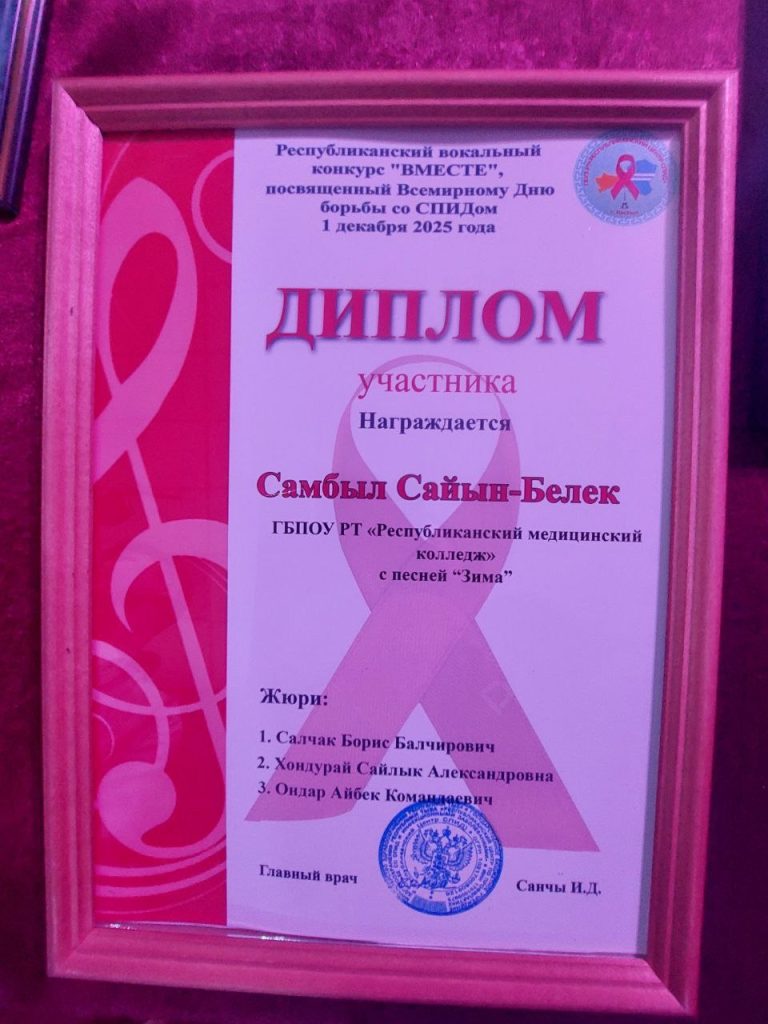 Республиканский вокальный
конкурс "ВМЕСТЕ",
посвященный Всемирному Дню
борьбы со СПИДом
1 декабря 2025 года
ДИПЛОМ
участника
Награждается
Самбыл Сайын-Белек
ГБПОУ РТ «Республиканский медицинский
колледж»
с песней “Зима”
Жюри:
1. Салчак Борис Балчирович
2. Хондурай Сайлык Александровна
3. Ондар Айбек Командаевич
Главный врач
Санчы И.Д.